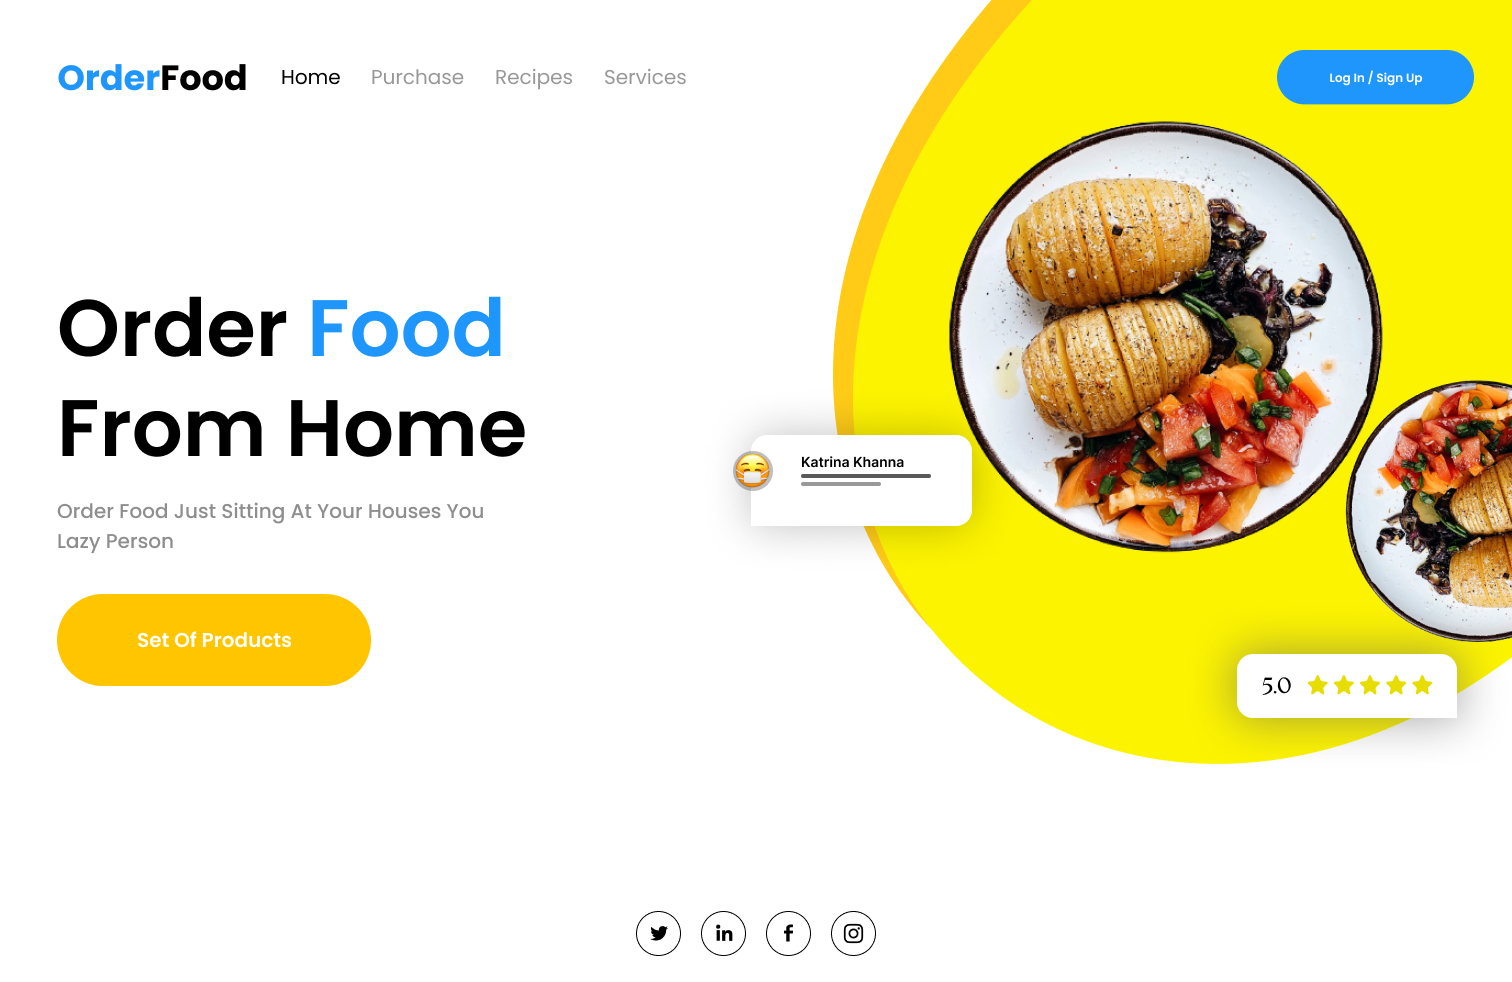 OrderFood
Home Purchase Recipes Services
Log In / Sign Up
Order Food
From Home
Order Food Just Sitting At Your Houses You
Lazy Person
Set Of Products
Katrina Khanna
5.0